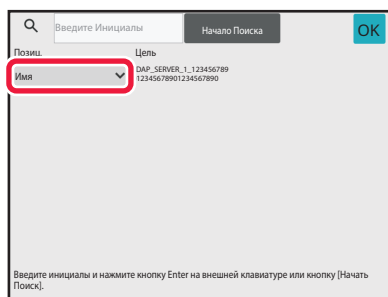 Введите Инициалы
Начало Поиска
OK
Позиц.
Цель
Имя
DAP_SERVER_1_123456789
12345678901234567890
Введите инициалы и нажмите кнопку Enter на внешней клавиатуре или кнопку [Начать
Поиск].